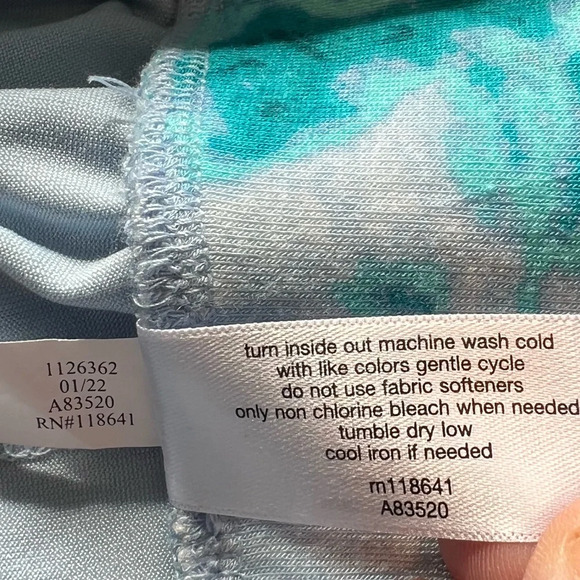 1126362
01/22
A83520
RN#118641
turn inside out machine wash cold
with like colors gentle cycle
do not use fabric softeners
only non chlorine bleach when needed
tumble dry low
cool iron if needed
rn118641
A83520